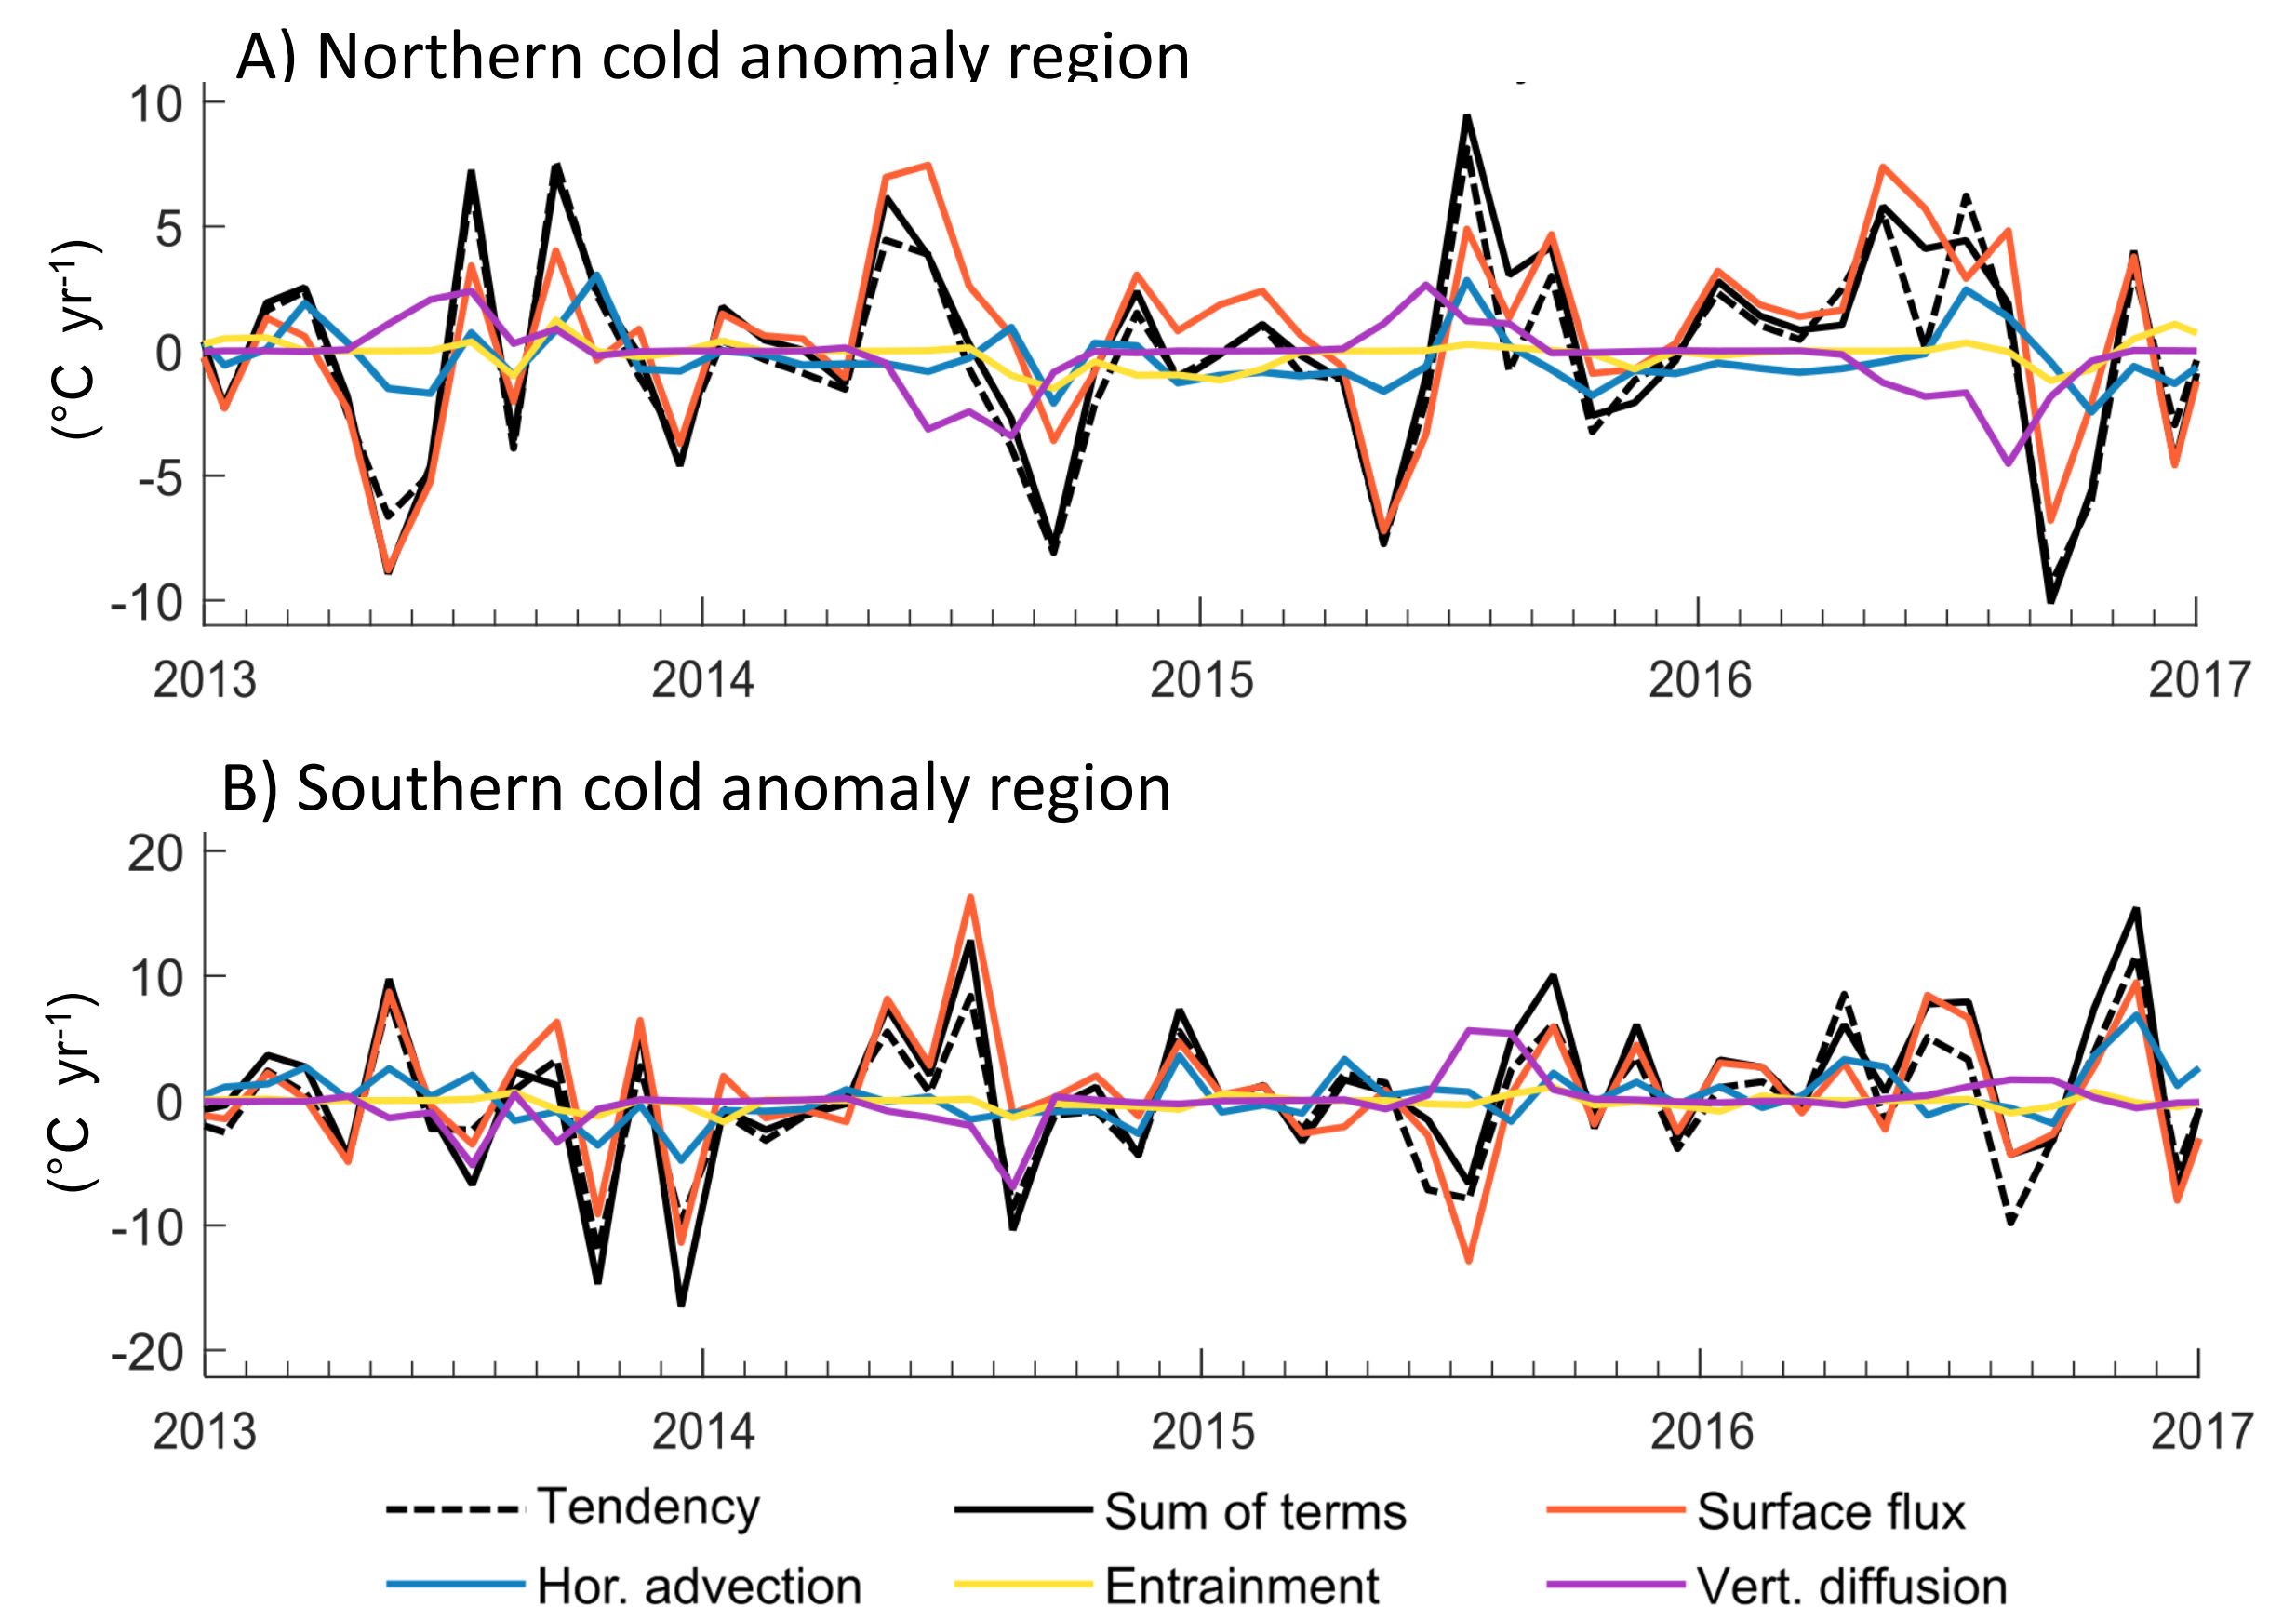 A) Northern cold anomaly region
10
5
0
-5
-10
(°C yr-1)
2013 2014 2015 2016 2017
B) Southern cold anomaly region
20
10
0
-10
-20
(°C yr-1)
2013 2014 2015 2016 2017
Tendency Sum of terms Surface flux
Hor. advection Entrainment Vert. diffusion